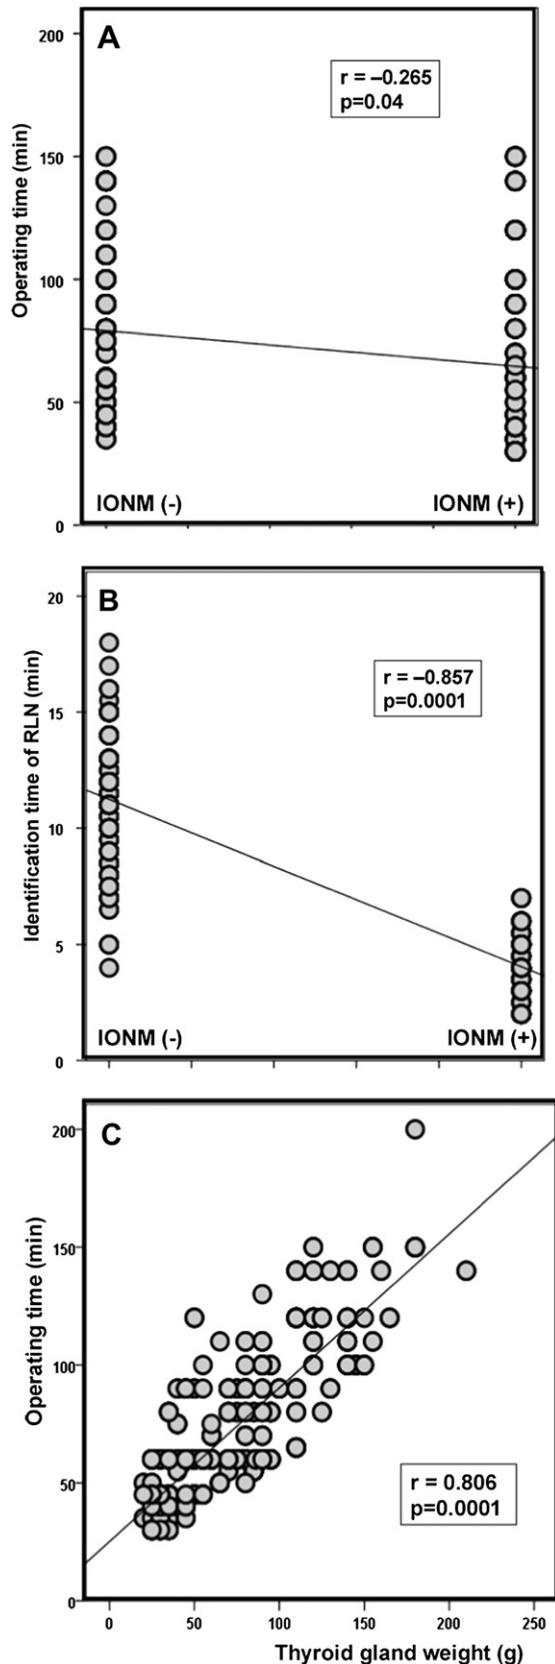 A
r = –0.265
p=0.04
Operating time (min)
200
150
100
50
0
IONM (-)
IONM (+)
B
r = –0.857
p=0.0001
Identification time of RLN (min)
20
15
10
5
0
IONM (-)
IONM (+)
C
Operating time (min)
200
150
100
50
0
r = 0.806
p=0.0001
0 50 100 150 200 250
Thyroid gland weight (g)